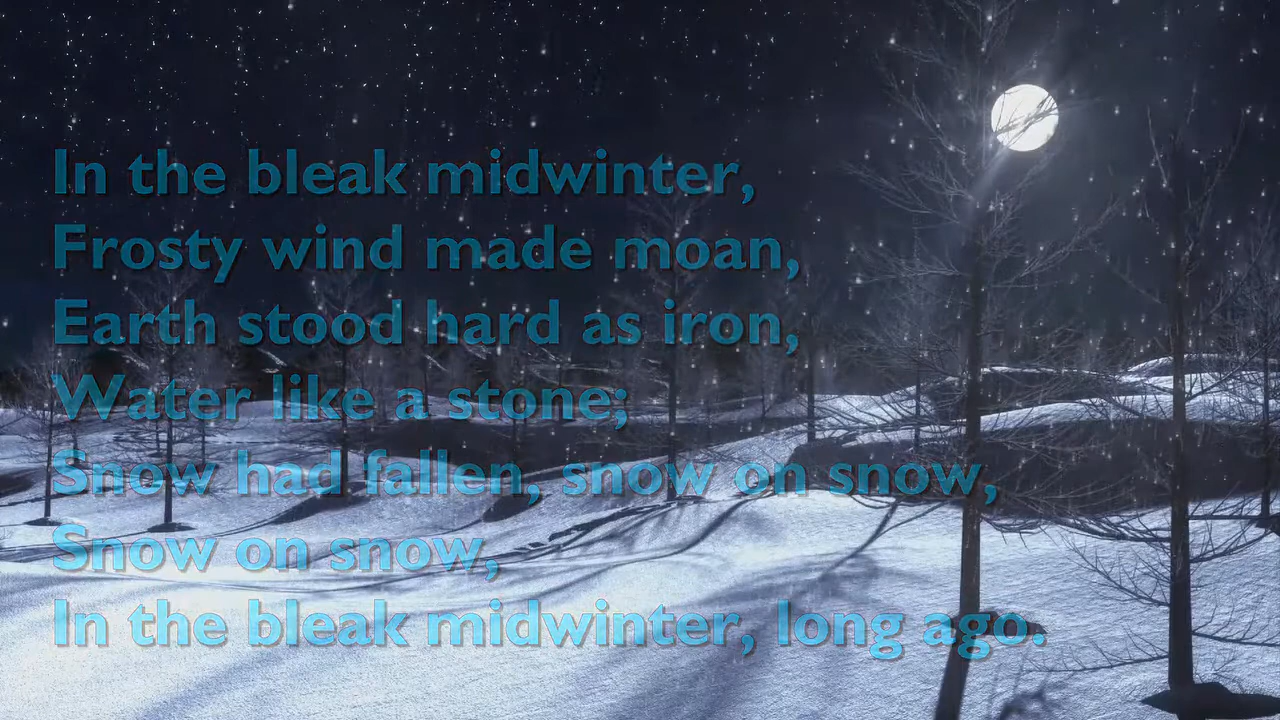 In the bleak midwinter,
Frosty wind made moan,
Earth stood hard as iron,
Water like a stone;
Snow had fallen, snow on snow,
Snow on snow,
In the bleak midwinter, long ago.